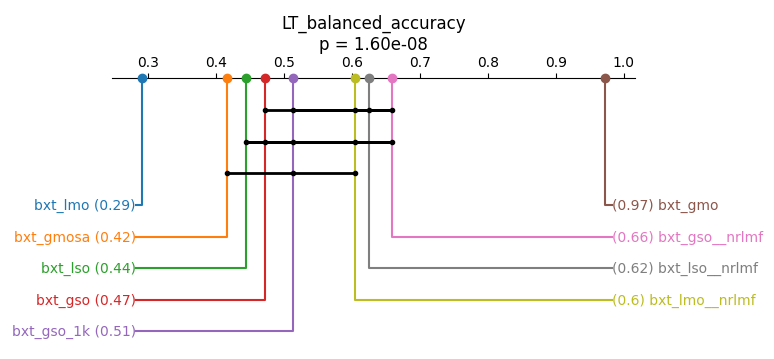 LT_balanced_accuracy
p = 1.60e-08
0.3 0.4 0.5 0.6 0.7 0.8 0.9 1.0
bxt_lmo (0.29) (0.97) bxt_gmo
bxt_gmosa (0.42) (0.66) bxt_gso__nrlmf
bxt_lso (0.44) (0.62) bxt_lso__nrlmf
bxt_gso (0.47) (0.6) bxt_lmo__nrlmf
bxt_gso_1k (0.51)